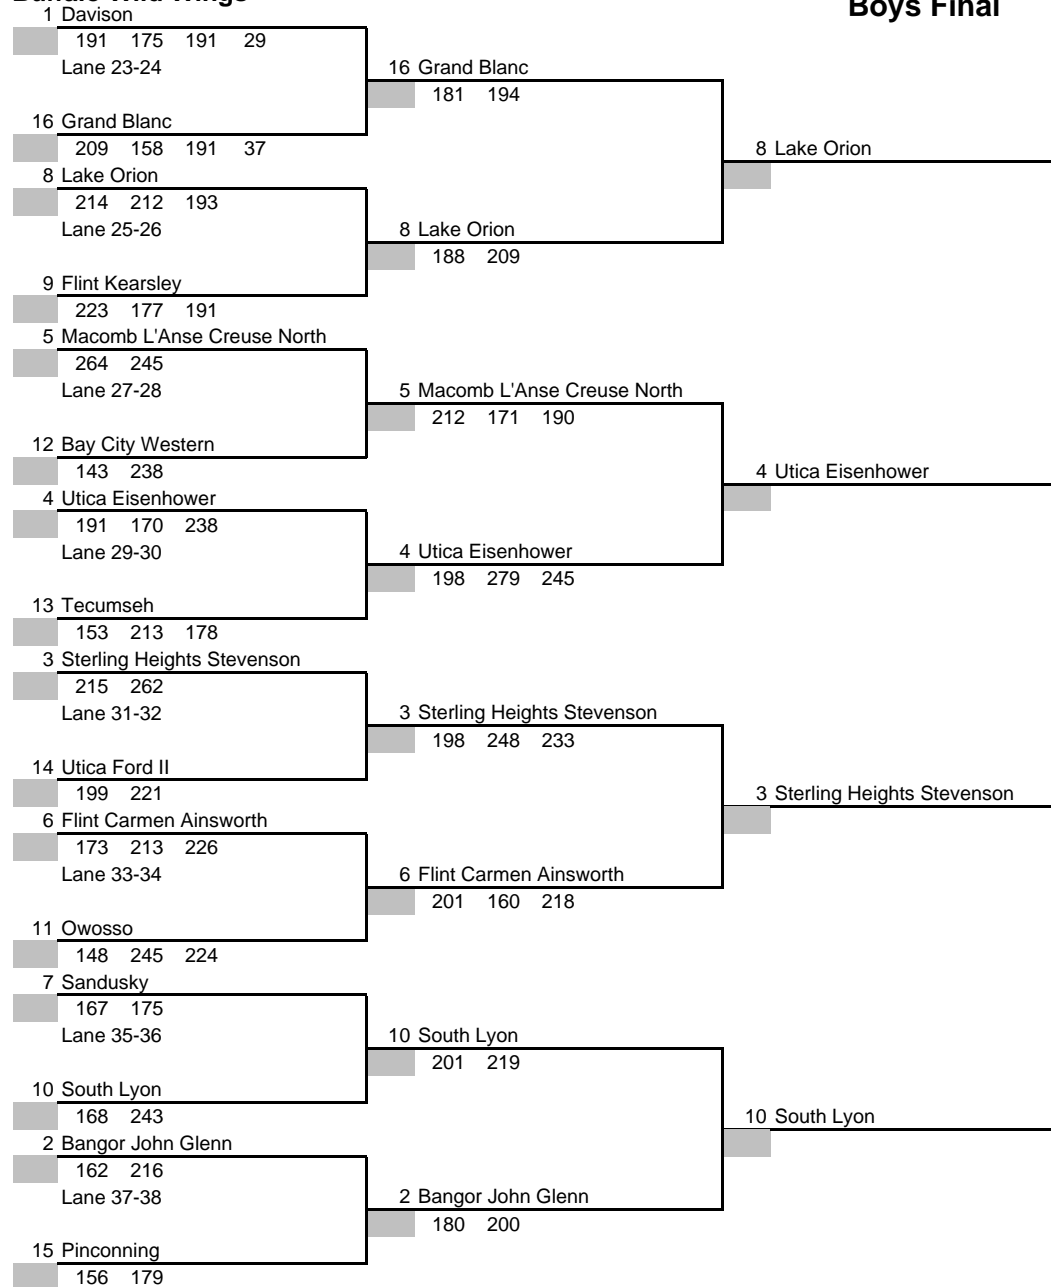 Buffalo Wild Wings
Boys Final
1 Davison
191 175 191 29
Lane 23-24
16 Grand Blanc
209 158 191 37
8 Lake Orion
214 212 193
Lane 25-26
9 Flint Kearsley
223 177 191
5 Macomb L'Anse Creuse North
264 245
Lane 27-28
12 Bay City Western
143 238
4 Utica Eisenhower
191 170 238
Lane 29-30
13 Tecumseh
153 213 178
3 Sterling Heights Stevenson
215 262
Lane 31-32
14 Utica Ford II
199 221
6 Flint Carmen Ainsworth
173 213 226
Lane 33-34
11 Owosso
148 245 224
7 Sandusky
167 175
Lane 35-36
10 South Lyon
168 243
2 Bangor John Glenn
162 216
Lane 37-38
15 Pinconning
156 179
16 Grand Blanc
181 194
8 Lake Orion
188 209
5 Macomb L'Anse Creuse North
212 171 190
4 Utica Eisenhower
198 279 245
3 Sterling Heights Stevenson
198 248 233
6 Flint Carmen Ainsworth
201 160 218
10 South Lyon
201 219
2 Bangor John Glenn
180 200
8 Lake Orion
4 Utica Eisenhower
3 Sterling Heights Stevenson
10 South Lyon